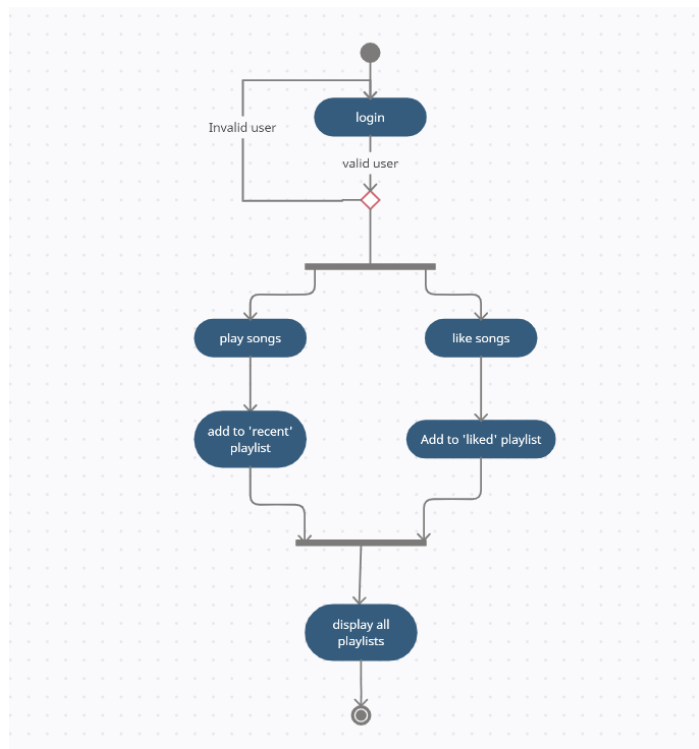 login
Invalid user
valid user
play songs
like songs
add to 'recent'
playlist
Add to 'liked' playlist
display all
playlists